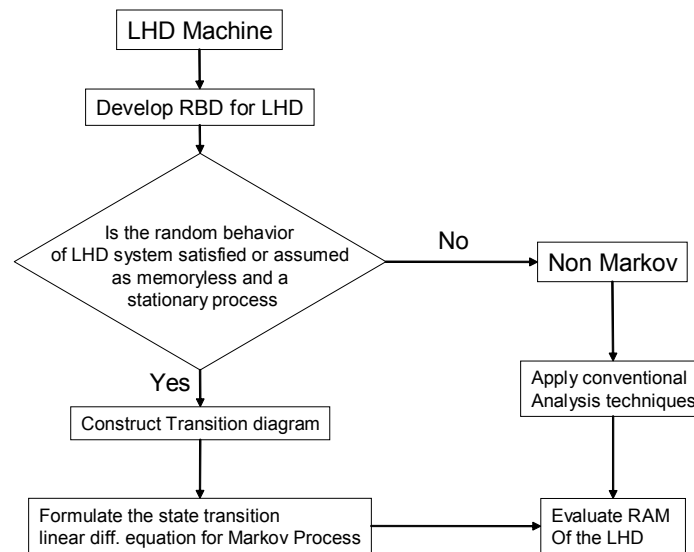 LHD Machine
Develop RBD for LHD
Is the random behavior
of LHD system satisfied or assumed
as memoryless and a
stationary process
No
Non Markov
Yes
Apply conventional
Analysis techniques
Construct Transition diagram
Formulate the state transition
linear diff. equation for Markov Process
Evaluate RAM
Of the LHD